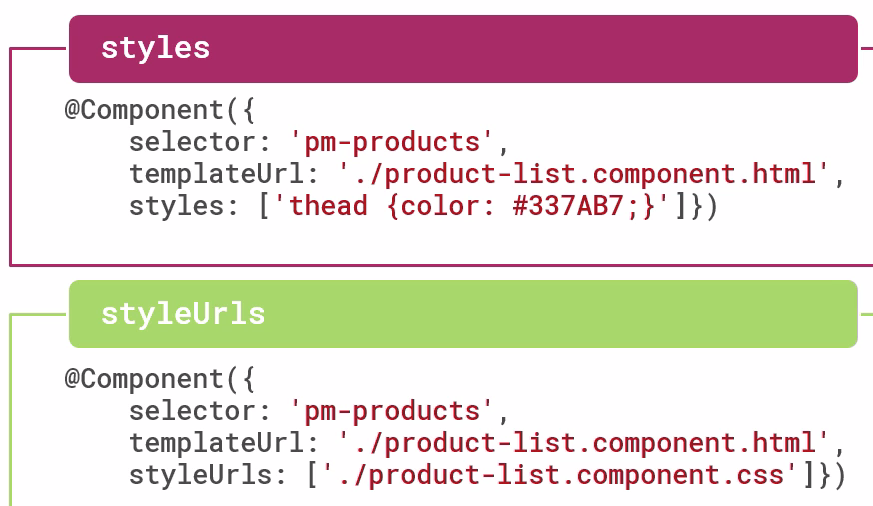 styles
@Component({
    selector: 'pm-products',
    templateUrl: './product-list.component.html',
    styles: ['thead {color: #337AB7;}']})
styleUrls
@Component({
    selector: 'pm-products',
    templateUrl: './product-list.component.html',
    styleUrls: ['./product-list.component.css']})